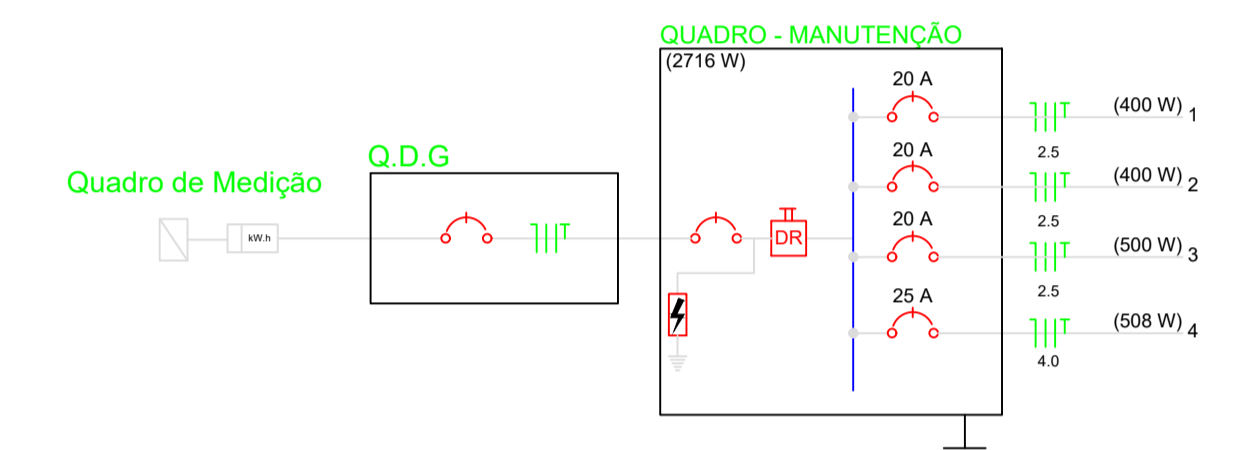 QUADRO - MANUTENÇÃO
(2716 W)
20 A
(400 W) 1
2.5
Q.D.G
20 A
(400 W) 2
Quadro de Medição
2.5
20 A
kW.h
DR
(500 W) 3
2.5
25 A
(508 W) 4
4.0